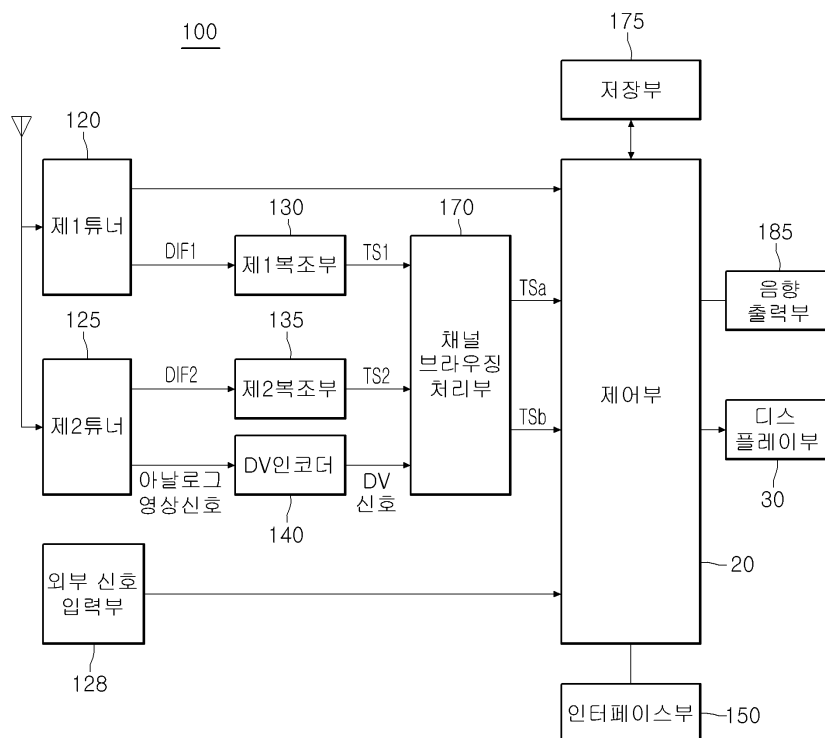 100
175
저장부
120
제1튜너
130
170
DIF1
제1복조부
TS1
185
음향
출력부
TSa
125
135
채널
브라우징
처리부
DIF2
제2복조부
TS2
제어부
제2튜너
TSb
디스
플레이부
DV인코더
아날로그
영상신호
DV
신호
30
140
외부 신호
입력부
20
128
인터페이스부
150